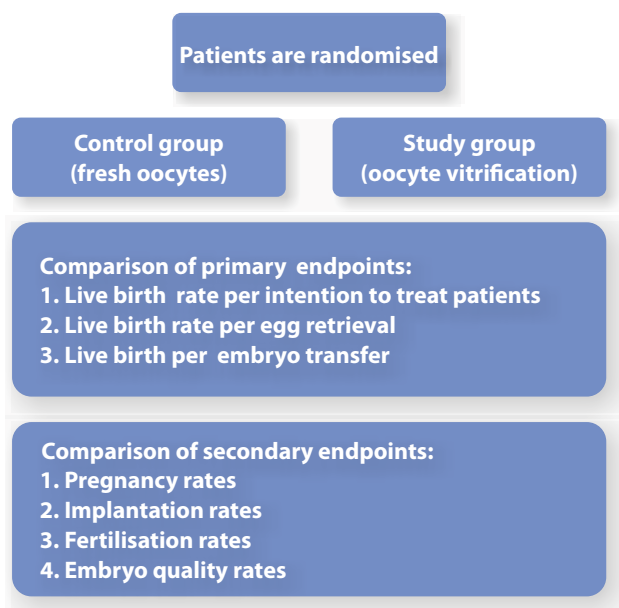 Patients are randomised
Control group
(fresh oocytes)
Study group
(oocyte vitrification)
Comparison of primary endpoints:
1. Live birth rate per intention to treat patients
2. Live birth rate per egg retrieval
3. Live birth per embryo transfer
Comparison of secondary endpoints:
1. Pregnancy rates
2. Implantation rates
3. Fertilisation rates
4. Embryo quality rates